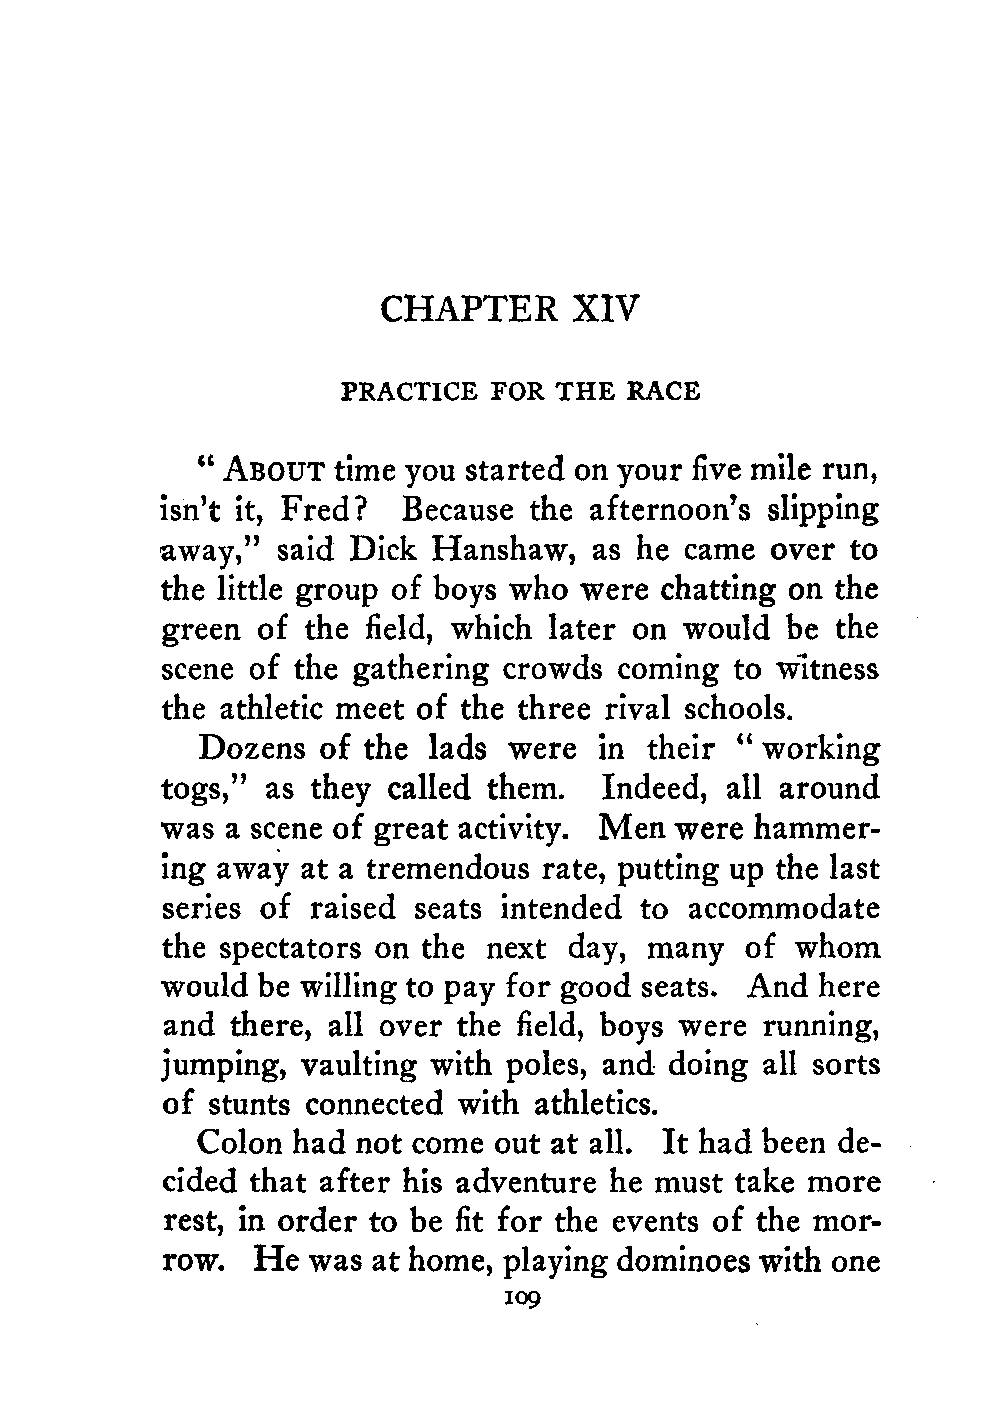 CHAPTER XIV
PRACTICE FOR THE RACE
“ ABOUT time you started on your five mile run,
isn't it, Fred? Because the afternoon's slipping
away,” said Dick Hanshaw, as he came over to
the little group of boys who were chatting on the
green of the field, which later on would be the
scene of the gathering crowds coming to witness
the athletic meet of the three rival schools.
Dozens of the lads were in their “ working
togs,” as they called them. Indeed, all around
was a scene of great activity. Men were hammer-
ing away at a tremendous rate, putting up the last
series of raised seats intended to accommodate
the spectators on the next day, many of whom
would be willing to pay for good seats. And here
and there, all over the field, boys were running,
jumping, vaulting with poles, and doing all sorts
of stunts connected with athletics.
Colon had not come out at all. It had been de-
cided that after his adventure he must take more
rest, in order to be fit for the events of the mor-
row. He was at home, playing dominoes with one
109